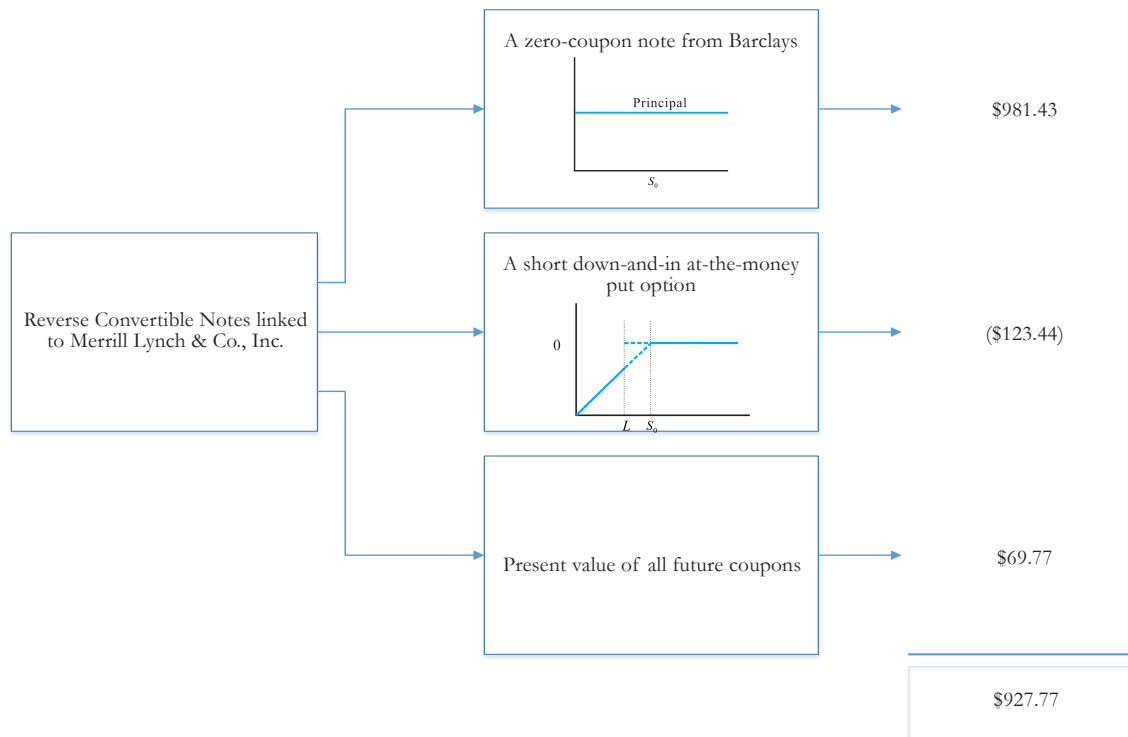 A zero-coupon note from Barclays
Principal
S₀
$981.43
Reverse Convertible Notes linked
to Merrill Lynch & Co., Inc.
A short down-and-in at-the-money
put option
0
L S₀
($123.44)
Present value of all future coupons
$69.77
$927.77